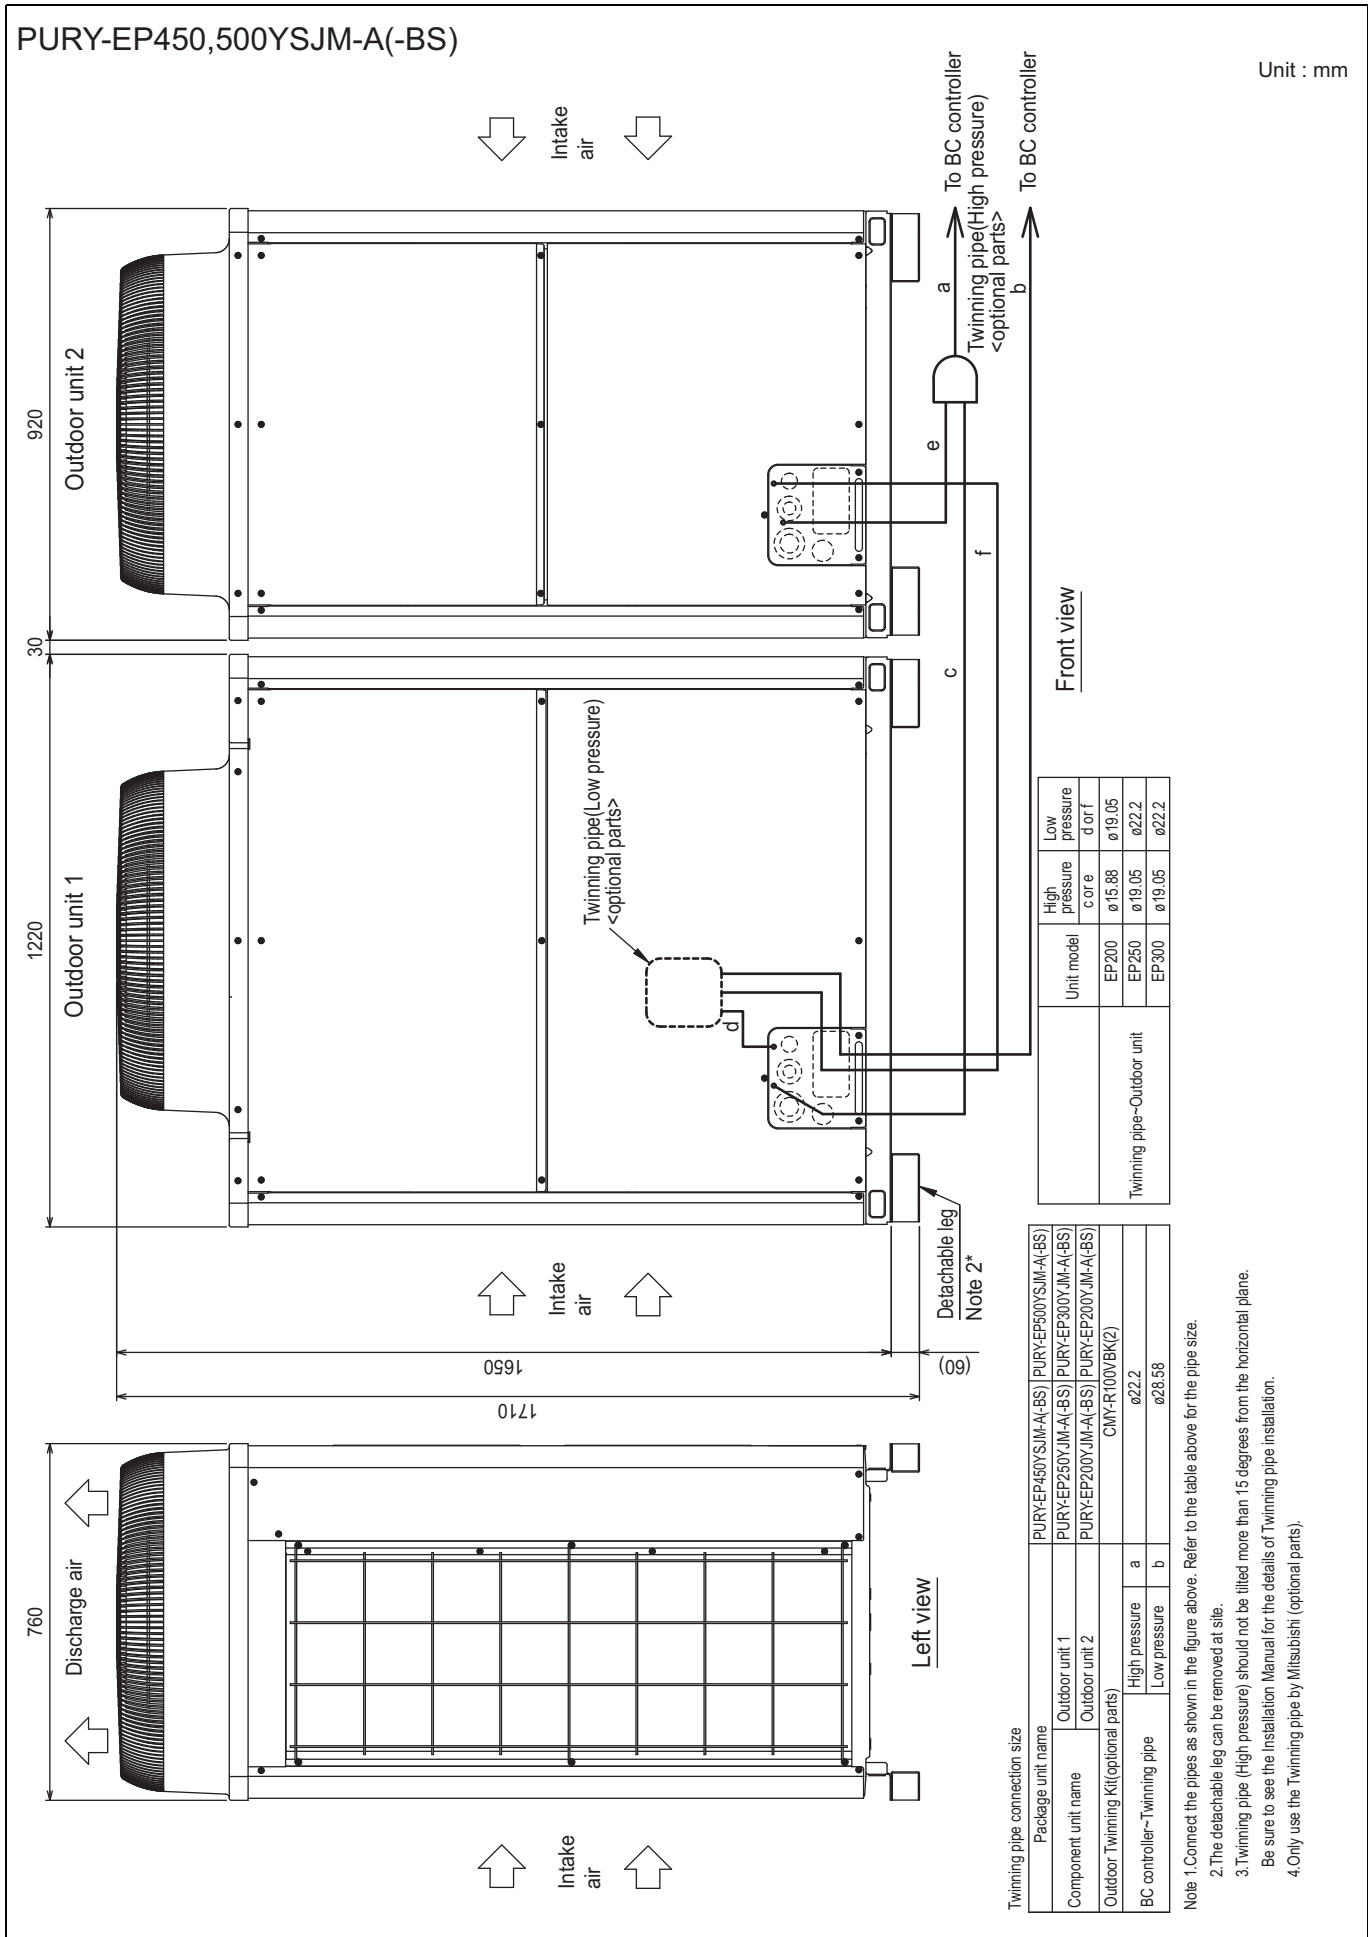 PURY-EP450,500YSJM-A(-BS)
Unit : mm
760
Discharge air
Intake
air
Left view
1710
1650
(60)
Intake
air
Detachable leg
Note 2*
1220
30
920
Outdoor unit 1
Outdoor unit 2
Twinning pipe(Low pressure)
<optional parts>
d
c
e
f
a
b
Intake
air
To BC controller
Twinning pipe(High pressure)
<optional parts>
To BC controller
Front view
Twinning pipe connection size
Package unit name PURY-EP450YSJM-A(-BS) PURY-EP500YSJM-A(-BS)
Component unit name Outdoor unit 1 PURY-EP250YJM-A(-BS) PURY-EP300YJM-A(-BS)
Outdoor unit 2 PURY-EP200YJM-A(-BS) PURY-EP200YJM-A(-BS)
Outdoor Twinning Kit(optional parts) CMY-R100VBK(2)
BC controller~Twinning pipe High pressure a ø22.2
Low pressure b ø28.58
Unit model High pressure Low pressure
c or e d or f
Twinning pipe~Outdoor unit EP200 ø15.88 ø19.05
EP250 ø19.05 ø22.2
EP300 ø19.05 ø22.2
Note 1.Connect the pipes as shown in the figure above. Refer to the table above for the pipe size.
2.The detachable leg can be removed at site.
3.Twinning pipe (High pressure) should not be tilted more than 15 degrees from the horizontal plane.
Be sure to see the Installation Manual for the details of Twinning pipe installation.
4.Only use the Twinning pipe by Mitsubishi (optional parts).